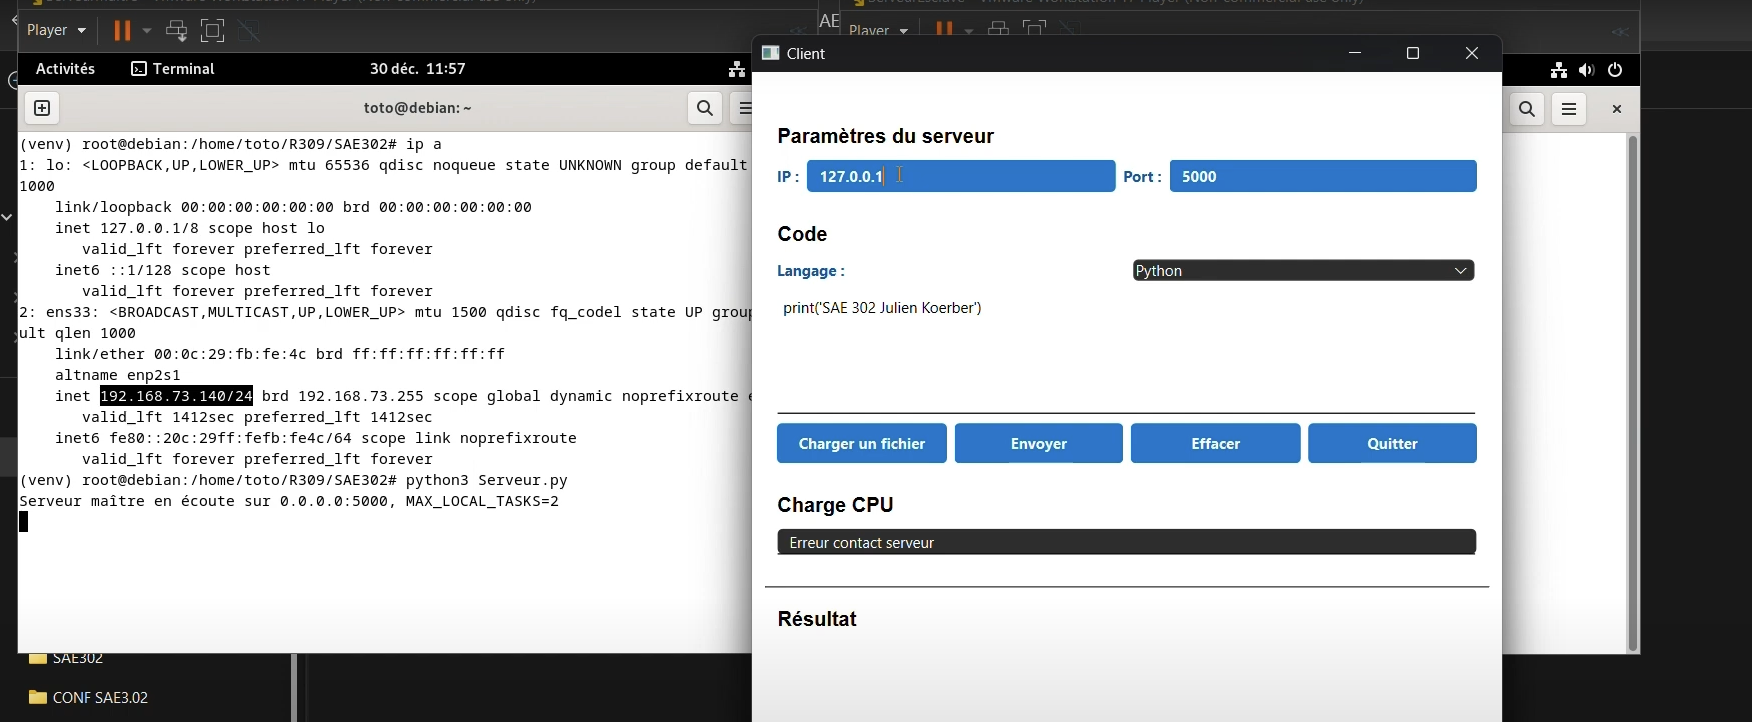 Player
AE
Player
Client
Activités
Terminal
30 déc. 11:57
toto@debian: ~
(venv) root@debian:/home/toto/R309/SAE302# ip a
1: lo: <LOOPBACK,UP,LOWER_UP> mtu 65536 qdisc noqueue state UNKNOWN group default
1000
link/loopback 00:00:00:00:00:00 brd 00:00:00:00:00:00
inet 127.0.0.1/8 scope host lo
valid_lft forever preferred_lft forever
inet6 ::1/128 scope host
valid_lft forever preferred_lft forever
2: ens33: <BROADCAST,MULTICAST,UP,LOWER_UP> mtu 1500 qdisc fq_codel state UP group
ult qlen 1000
link/ether 00:0c:29:fb:fe:4c brd ff:ff:ff:ff:ff:ff
altname enp2s1
inet 192.168.73.140/24 brd 192.168.73.255 scope global dynamic noprefixroute
valid_lft 1412sec preferred_lft 1412sec
inet6 fe80::20c:29ff:fefb:fe4c/64 scope link noprefixroute
valid_lft forever preferred_lft forever
(venv) root@debian:/home/toto/R309/SAE302# python3 Serveur.py
Serveur maître en écoute sur 0.0.0.0:5000, MAX_LOCAL_TASKS=2
Paramètres du serveur
IP : 127.0.0.1 Port : 5000
Code
Langage : Python
print('SAE 302 Julien Koerber')
Charger un fichier Envoyer Effacer Quitter
Charge CPU
Erreur contact serveur
Résultat
SAE302
CONF SAE3.02